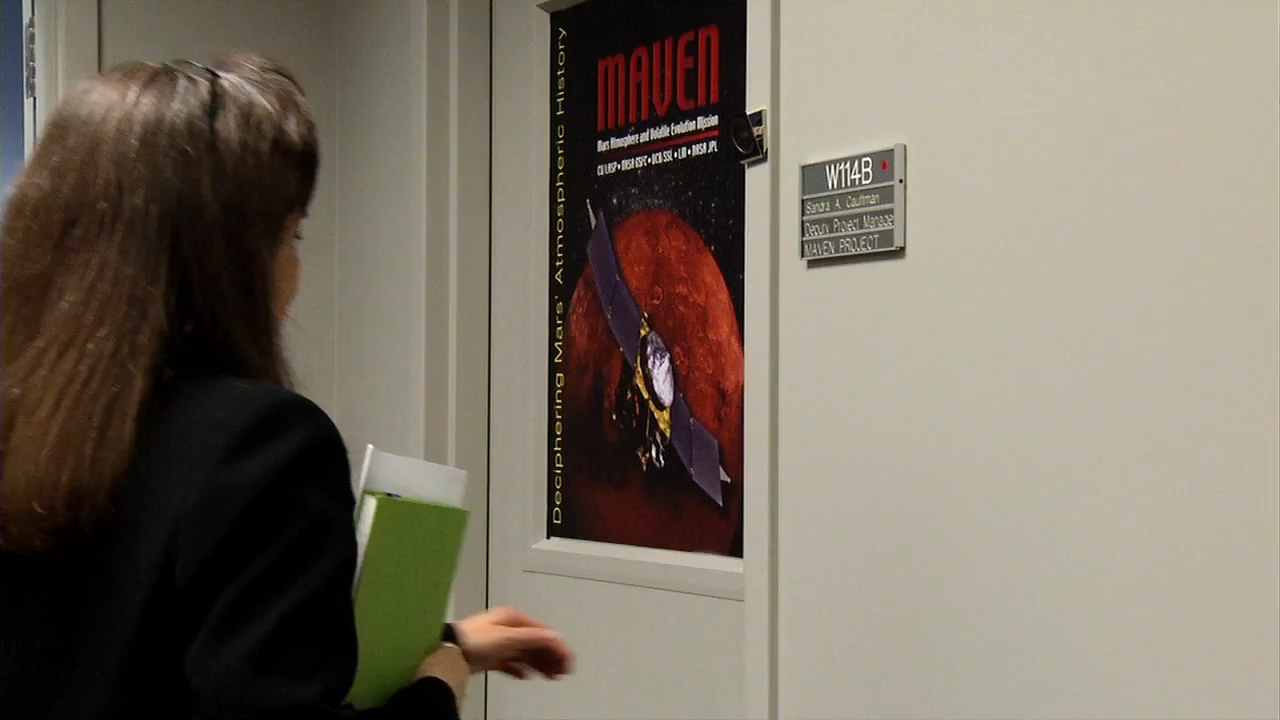 Deciphering Mars' Atmospheric History
MAVEN
Mars Atmosphere and Volatile Evolution Mission
CU LASP • NASA GSFC • UCB SSL • LM • NASA JPL
W114B
Sandra A. Cauffman
Deputy Project Manage
MAVEN PROJECT